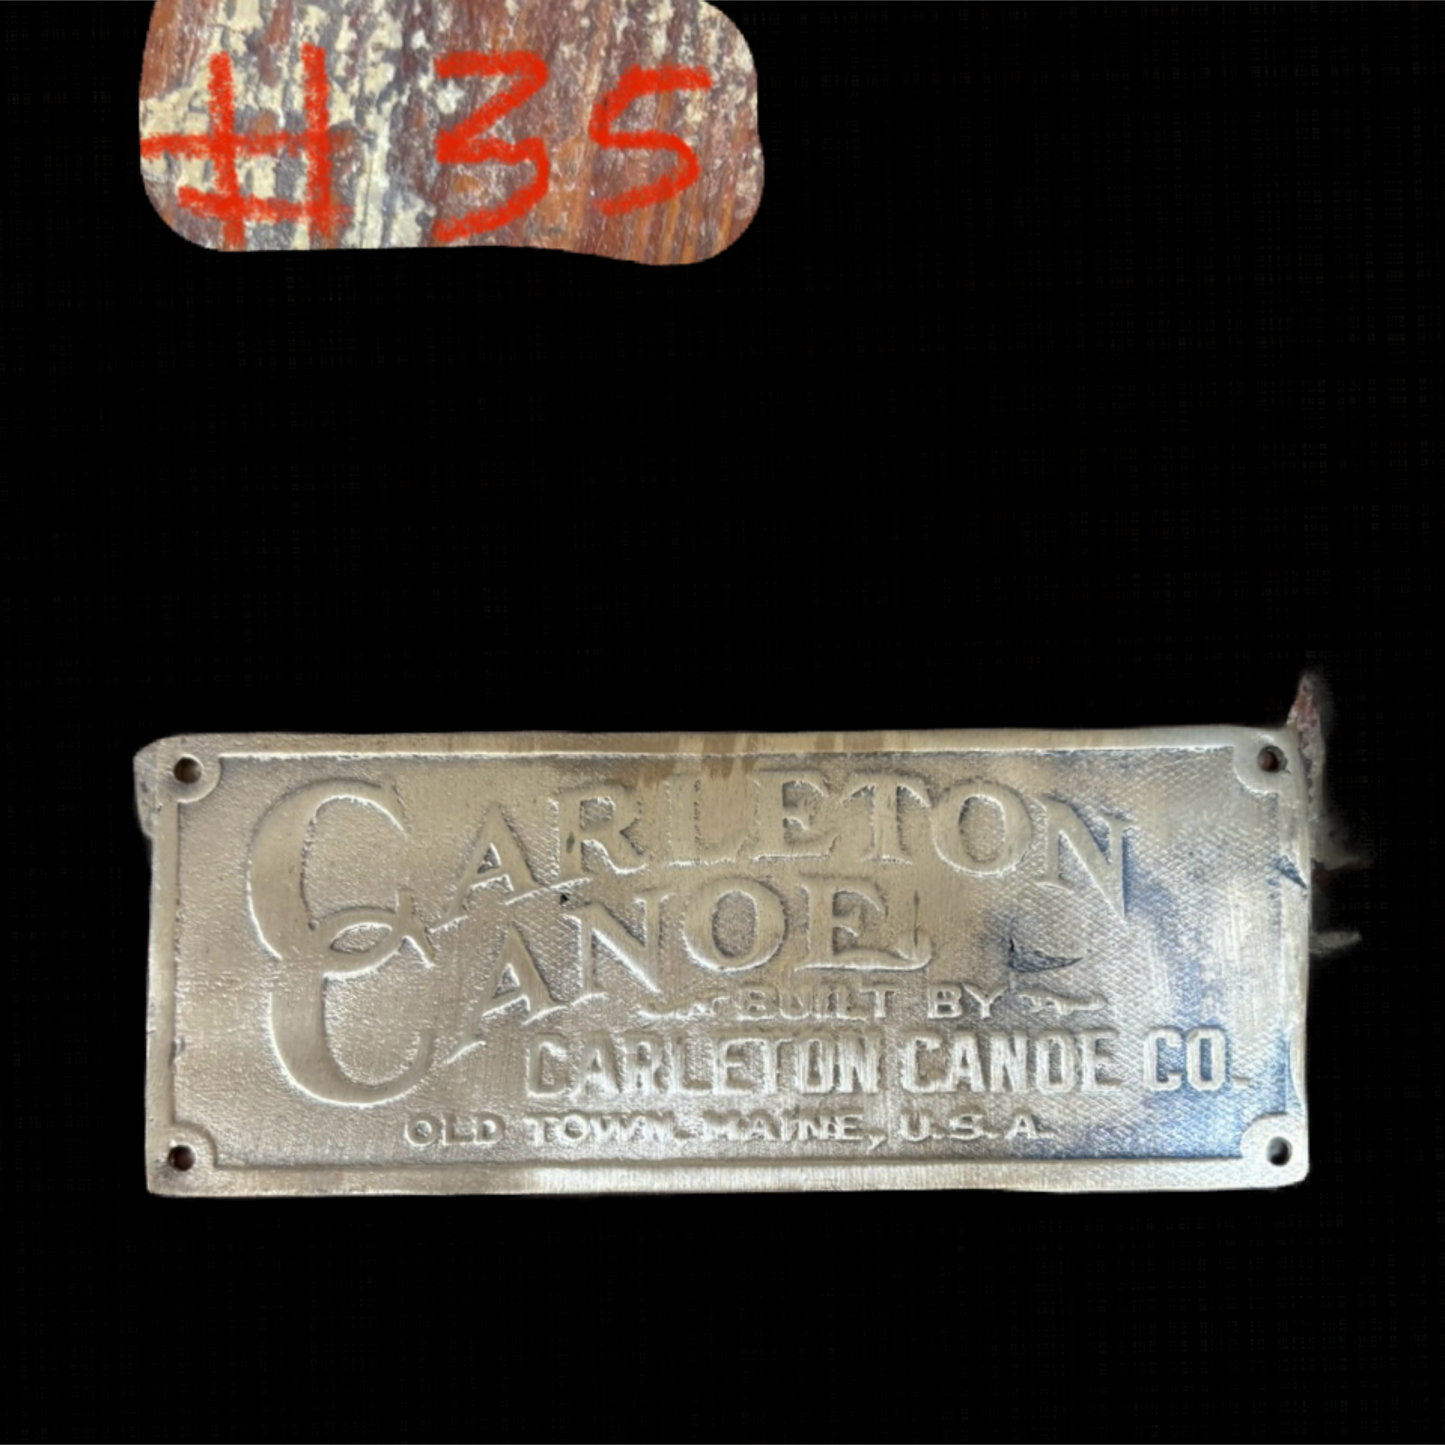 #35
CARLETON
CANOE
BUILT BY
CARLETON CANOE CO.
OLD TOWN, MAINE, U.S.A.